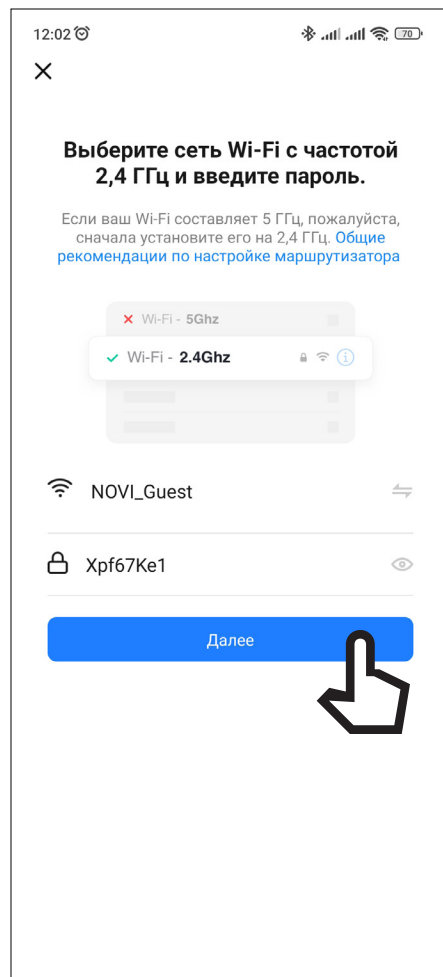 12:02
70
Выберите сеть Wi-Fi с частотой
2,4 ГГц и введите пароль.
Если ваш Wi-Fi составляет 5 ГГц, пожалуйста,
сначала установите его на 2,4 ГГц. Общие
рекомендации по настройке маршрутизатора
Wi-Fi - 5Ghz
Wi-Fi - 2.4Ghz
NOVI_Guest
Xpf67Ke1
Далее